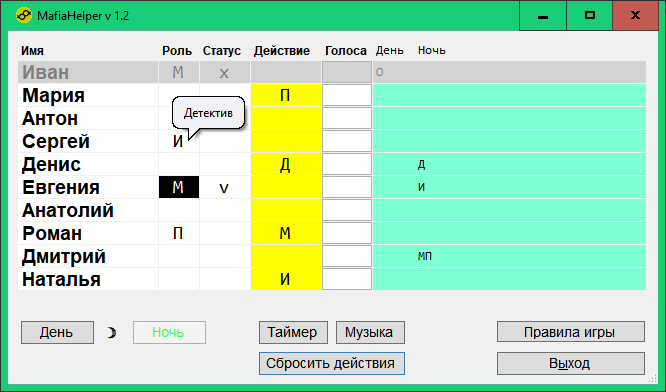 MafiaHelper v 1.2
Имя Роль Статус Действие Голоса День Ночь
Иван М x О
Мария П
Антон
Детектив
Сергей И
Денис Д Д
Евгения М v И
Анатолий
Роман П М
Дмитрий МП
Наталья И
День Ночь Таймер Музыка Правила игры
Сбросить действия Выход